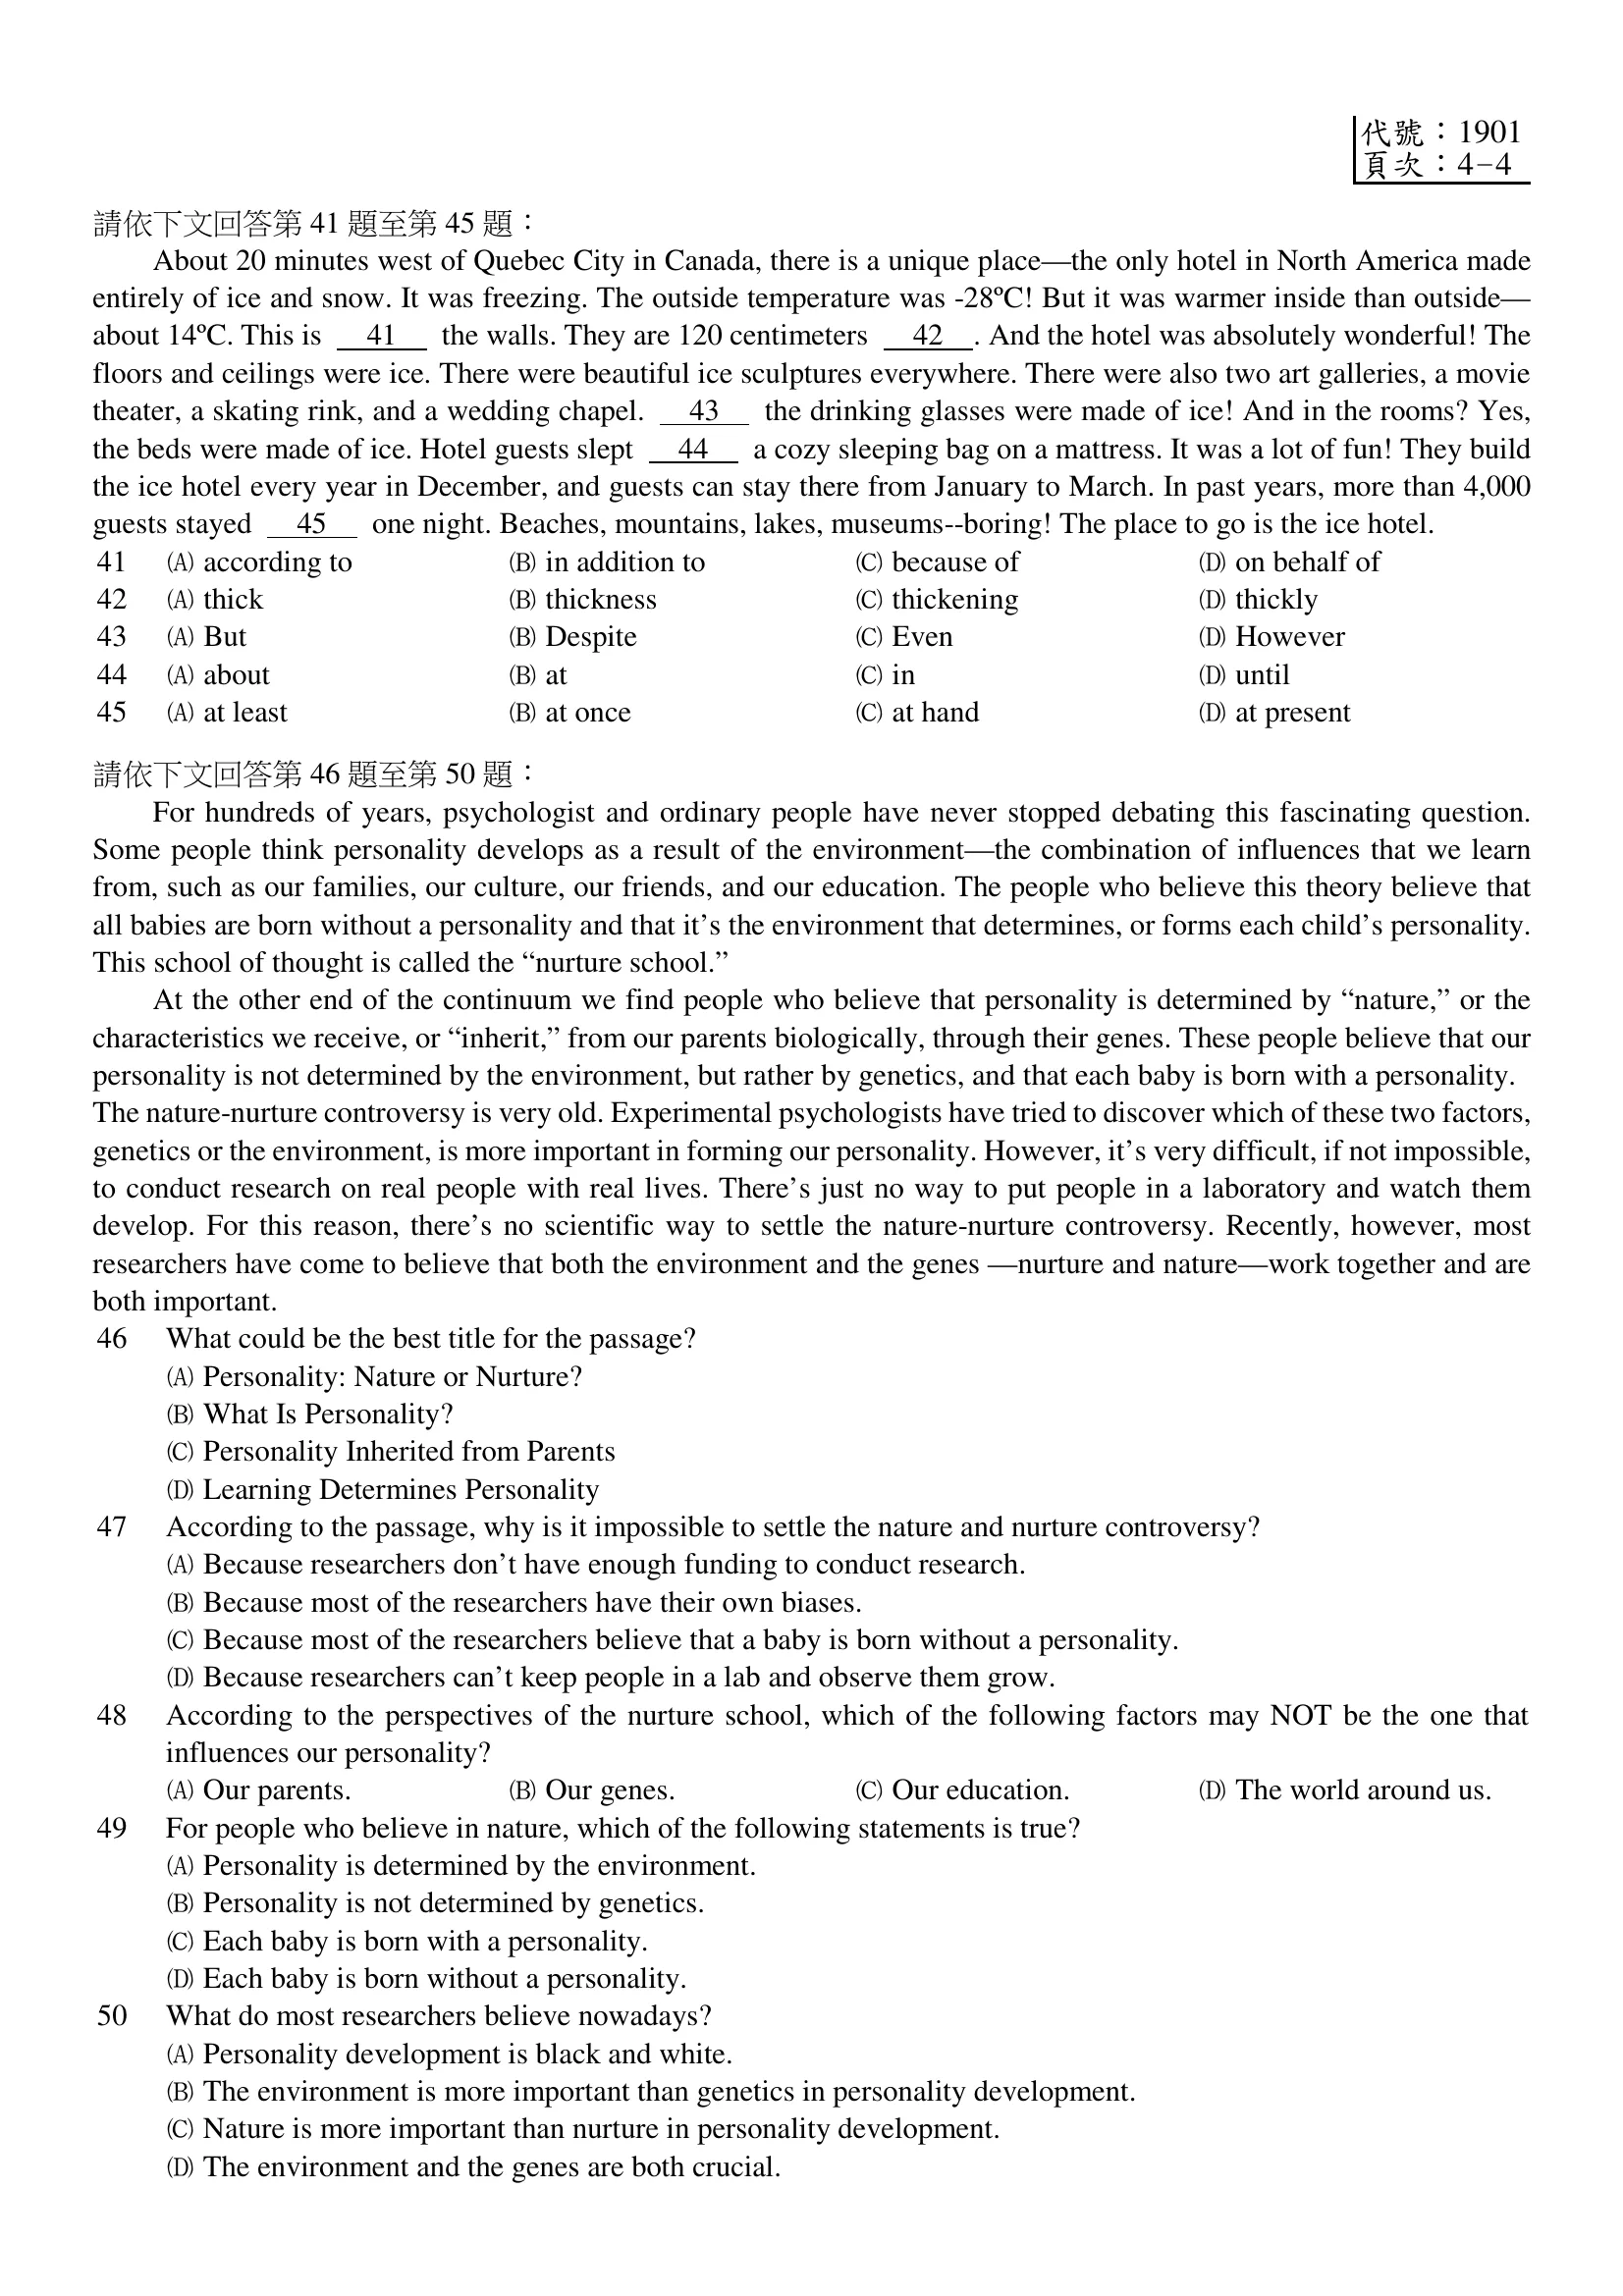 代號：1901
頁次：4－4
請依下文回答第 41 題至第 45 題：
About 20 minutes west of Quebec City in Canada, there is a unique place—the only hotel in North America made
entirely of ice and snow. It was freezing. The outside temperature was -28ºC! But it was warmer inside than outside—
about 14ºC. This is 41 the walls. They are 120 centimeters 42 . And the hotel was absolutely wonderful! The
floors and ceilings were ice. There were beautiful ice sculptures everywhere. There were also two art galleries, a movie
theater, a skating rink, and a wedding chapel. 43 the drinking glasses were made of ice! And in the rooms? Yes,
the beds were made of ice. Hotel guests slept 44 a cozy sleeping bag on a mattress. It was a lot of fun! They build
the ice hotel every year in December, and guests can stay there from January to March. In past years, more than 4,000
guests stayed 45 one night. Beaches, mountains, lakes, museums--boring! The place to go is the ice hotel.
41 (A) according to (B) in addition to (C) because of (D) on behalf of
42 (A) thick (B) thickness (C) thickening (D) thickly
43 (A) But (B) Despite (C) Even (D) However
44 (A) about (B) at (C) in (D) until
45 (A) at least (B) at once (C) at hand (D) at present
請依下文回答第 46 題至第 50 題：
For hundreds of years, psychologist and ordinary people have never stopped debating this fascinating question.
Some people think personality develops as a result of the environment—the combination of influences that we learn
from, such as our families, our culture, our friends, and our education. The people who believe this theory believe that
all babies are born without a personality and that it’s the environment that determines, or forms each child’s personality.
This school of thought is called the “nurture school.”
At the other end of the continuum we find people who believe that personality is determined by “nature,” or the
characteristics we receive, or “inherit,” from our parents biologically, through their genes. These people believe that our
personality is not determined by the environment, but rather by genetics, and that each baby is born with a personality.
The nature-nurture controversy is very old. Experimental psychologists have tried to discover which of these two factors,
genetics or the environment, is more important in forming our personality. However, it’s very difficult, if not impossible,
to conduct research on real people with real lives. There’s just no way to put people in a laboratory and watch them
develop. For this reason, there’s no scientific way to settle the nature-nurture controversy. Recently, however, most
researchers have come to believe that both the environment and the genes —nurture and nature—work together and are
both important.
46 What could be the best title for the passage?
(A) Personality: Nature or Nurture?
(B) What Is Personality?
(C) Personality Inherited from Parents
(D) Learning Determines Personality
47 According to the passage, why is it impossible to settle the nature and nurture controversy?
(A) Because researchers don’t have enough funding to conduct research.
(B) Because most of the researchers have their own biases.
(C) Because most of the researchers believe that a baby is born without a personality.
(D) Because researchers can’t keep people in a lab and observe them grow.
48 According to the perspectives of the nurture school, which of the following factors may NOT be the one that
influences our personality?
(A) Our parents. (B) Our genes. (C) Our education. (D) The world around us.
49 For people who believe in nature, which of the following statements is true?
(A) Personality is determined by the environment.
(B) Personality is not determined by genetics.
(C) Each baby is born with a personality.
(D) Each baby is born without a personality.
50 What do most researchers believe nowadays?
(A) Personality development is black and white.
(B) The environment is more important than genetics in personality development.
(C) Nature is more important than nurture in personality development.
(D) The environment and the genes are both crucial.